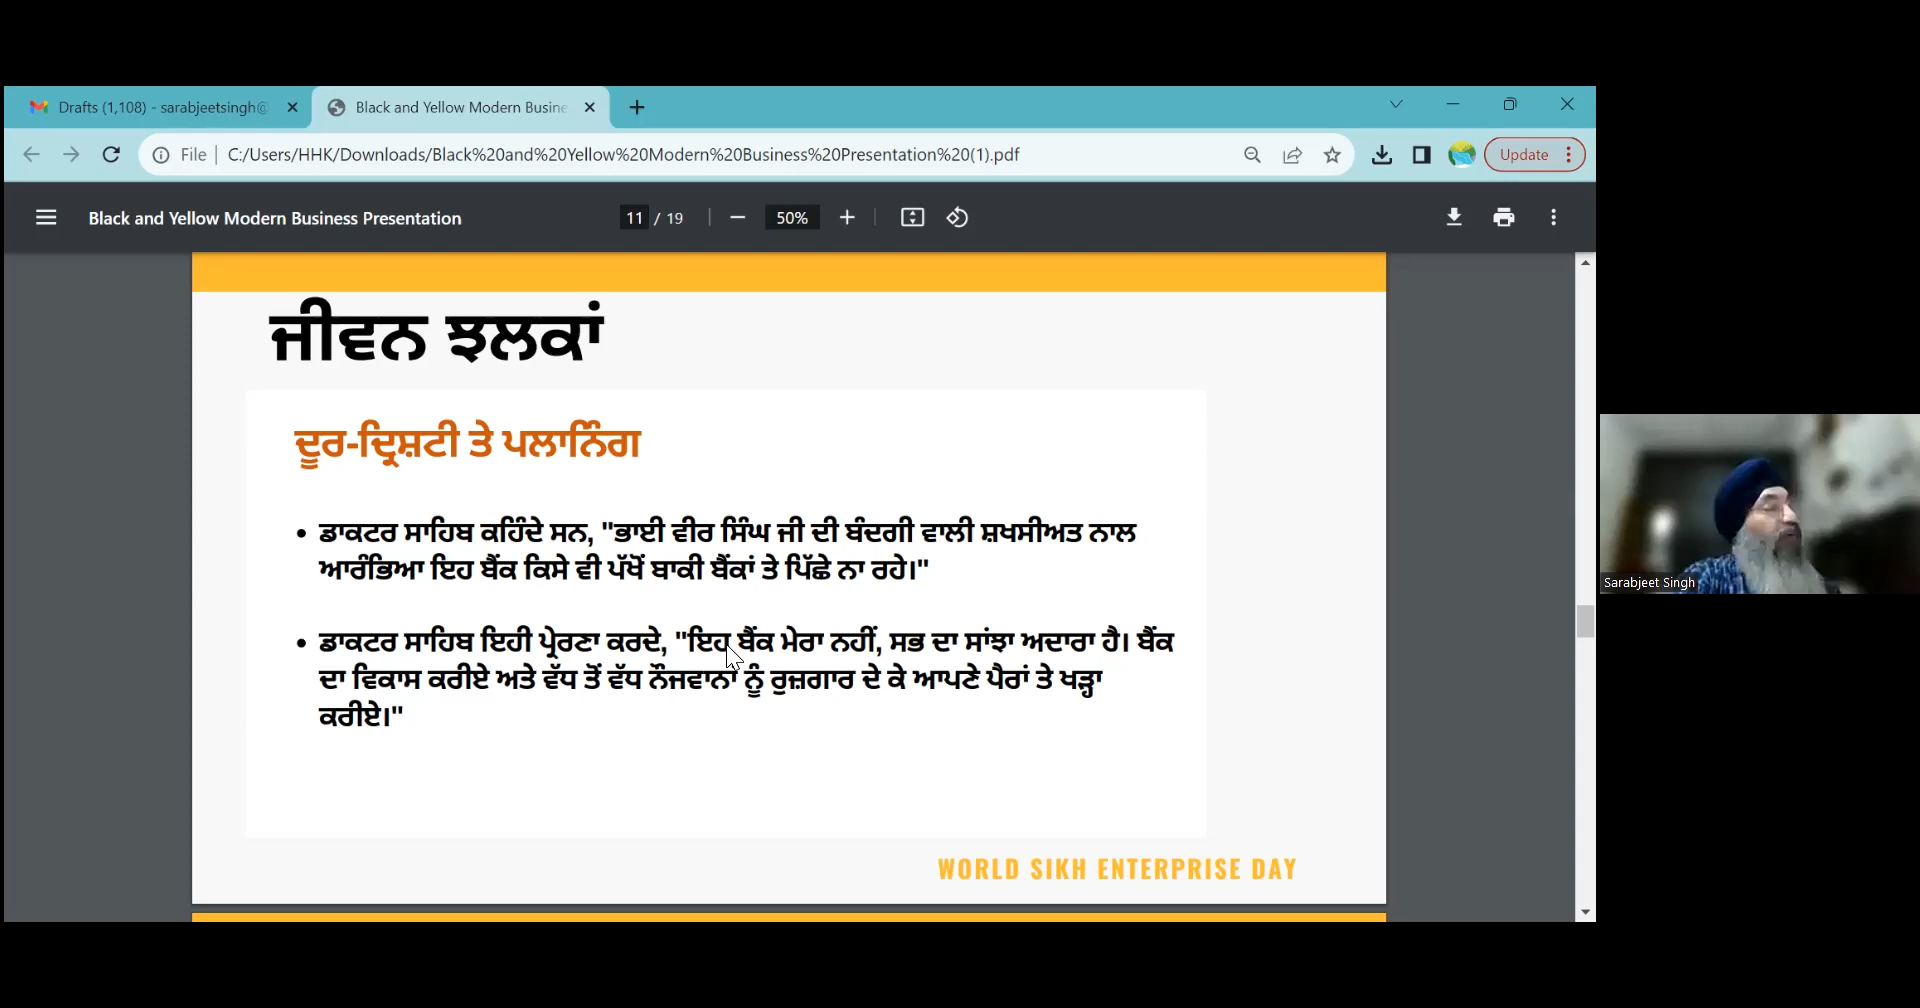 Drafts (1,108) - sarabjeetsingh@
Black and Yellow Modern Busine
File
C:/Users/HHK/Downloads/Black%20and%20Yellow%20Modern%20Business%20Presentation%20(1).pdf
Update
Black and Yellow Modern Business Presentation
11 / 19
50%
ਜੀਵਨ ਝਲਕਾਂ
ਦੂਰ-ਦ੍ਰਿਸ਼ਟੀ ਤੇ ਪਲਾਨਿੰਗ
• ਡਾਕਟਰ ਸਾਹਿਬ ਕਹਿੰਦੇ ਸਨ, "ਭਾਈ ਵੀਰ ਸਿੰਘ ਜੀ ਦੀ ਬੰਦਗੀ ਵਾਲੀ ਸ਼ਖਸੀਅਤ ਨਾਲ
ਆਰੰਭਿਆ ਇਹ ਬੈਂਕ ਕਿਸੇ ਵੀ ਪੱਖੋਂ ਬਾਕੀ ਬੈਂਕਾਂ ਤੇ ਪਿੱਛੇ ਨਾ ਰਹੇ।"
• ਡਾਕਟਰ ਸਾਹਿਬ ਇਹੀ ਪ੍ਰੇਰਣਾ ਕਰਦੇ, "ਇਹ ਬੈਂਕ ਮੇਰਾ ਨਹੀਂ, ਸਭ ਦਾ ਸਾਂਝਾ ਅਦਾਰਾ ਹੈ। ਬੈਂਕ
ਦਾ ਵਿਕਾਸ ਕਰੀਏ ਅਤੇ ਵੱਧ ਤੋਂ ਵੱਧ ਨੌਜਵਾਨਾਂ ਨੂੰ ਰੁਜ਼ਗਾਰ ਦੇ ਕੇ ਆਪਣੇ ਪੈਰਾਂ ਤੇ ਖੜ੍ਹਾ
ਕਰੀਏ।"
WORLD SIKH ENTERPRISE DAY
Sarabjeet Singh